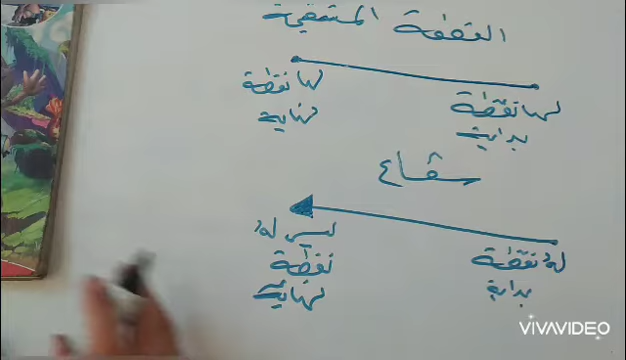 القطعة المستقيمة
لها نقطة
بداية
لها نقطة
نهاية
شعاع
له نقطة
بداية
ليس له
نقطة
نهاية
VIVAVIDEO